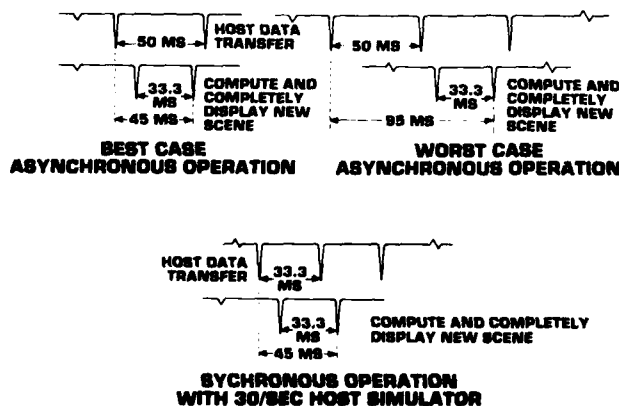 50 MS
HOST DATA
TRANSFER
50 MS
33.3
MS
COMPUTE AND
COMPLETELY
DISPLAY NEW
SCENE
45 MS
33.3
MS
COMPUTE AND
COMPLETELY
DISPLAY NEW
SCENE
95 MS
BEST CASE
ASYNCHRONOUS OPERATION
WORST CASE
ASYNCHRONOUS OPERATION
HOST DATA
TRANSFER
33.3
MS
33.3
MS
COMPUTE AND COMPLETELY
DISPLAY NEW SCENE
45 MS
SYCHRONOUS OPERATION
WITH 30/SEC HOST SIMULATOR